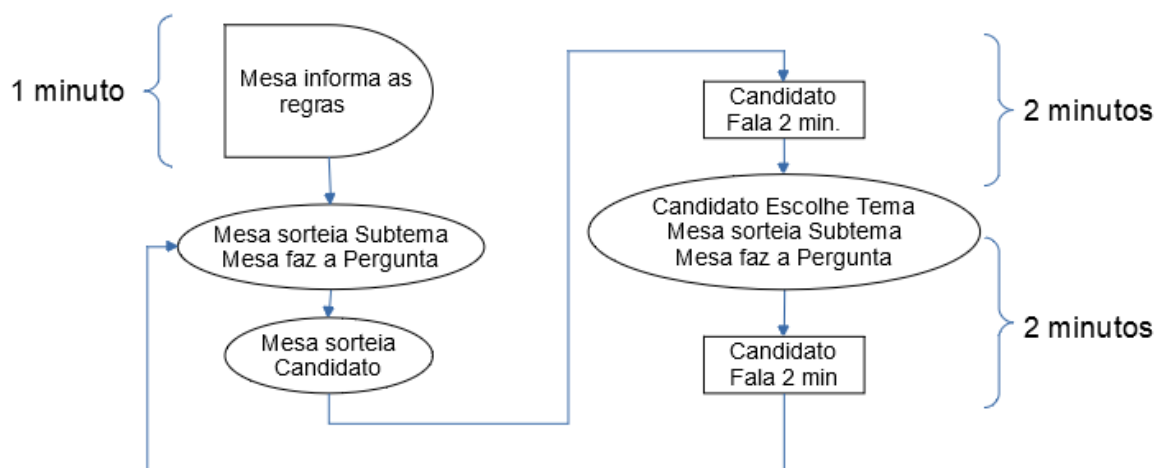 1 minuto
Mesa informa as
regras
Mesa sorteia Subtema
Mesa faz a Pergunta
Mesa sorteia
Candidato
Candidato
Fala 2 min.
2 minutos
Candidato Escolhe Tema
Mesa sorteia Subtema
Mesa faz a Pergunta
Candidato
Fala 2 min
2 minutos